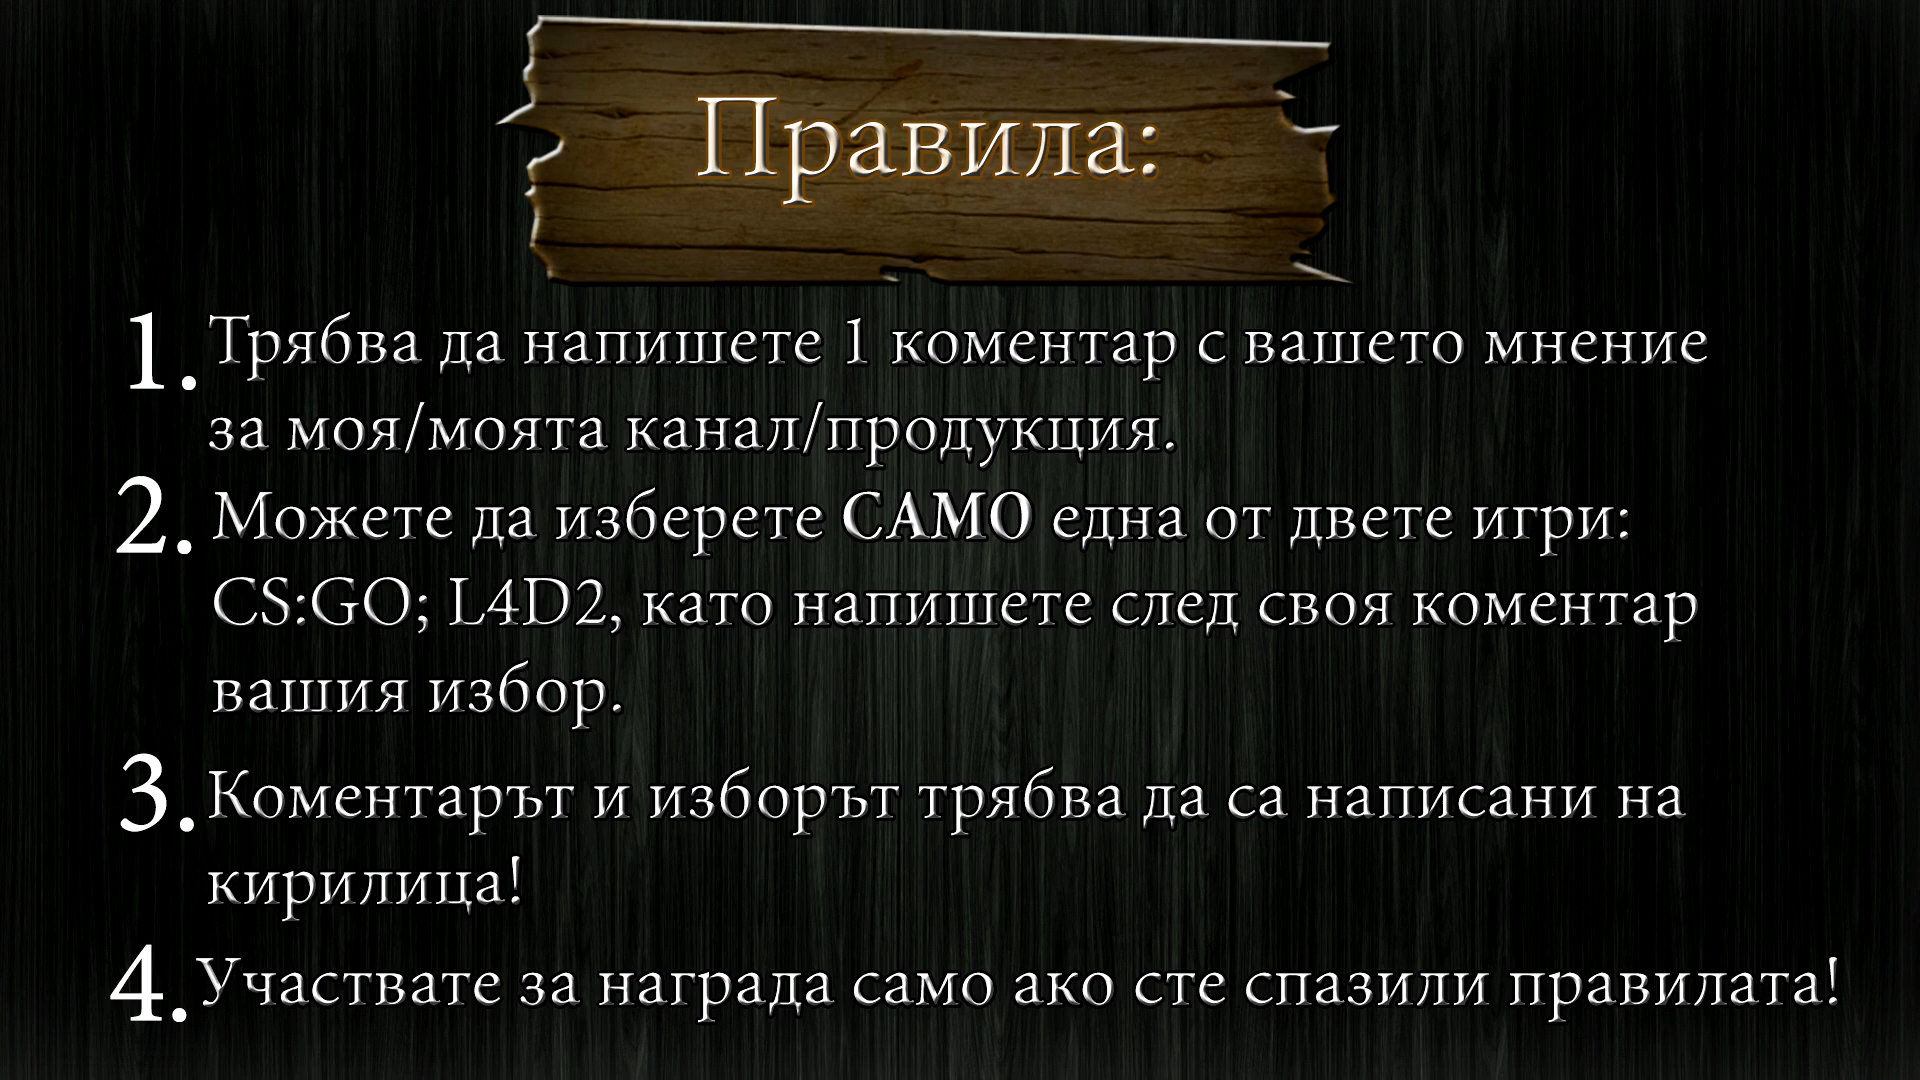 Правила:
1. Трябва да напишете 1 коментар с вашето мнение
за моя/моята канал/продукция.
2. Можете да изберете САМО една от двете игри:
CS:GO; L4D2, като напишете след своя коментар
вашия избор.
3. Коментарът и изборът трябва да са написани на
кирилица!
4. Участвате за награда само ако сте спазили правилата!